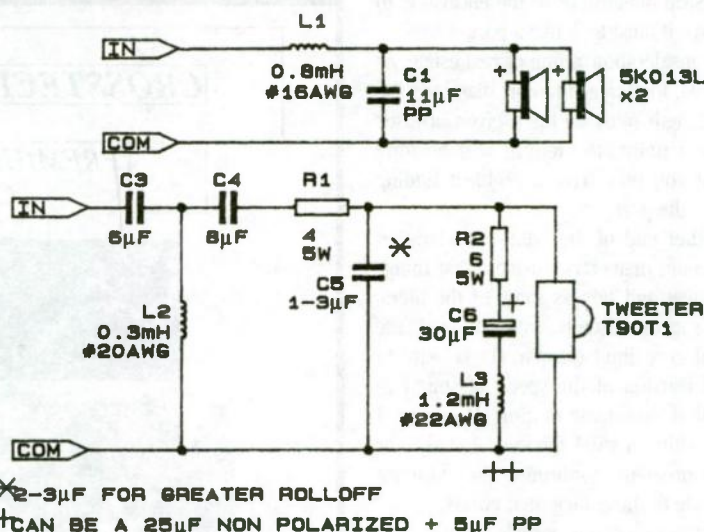 L1
IN
0.8mH
#16AWG
C1
11µF
PP
+
+
5K013L
x2
COM
C3
C4
R1
IN
6µF
8µF
4
5W
R2
6
5W
C5
1-3µF
+
L2
0.3mH
#20AWG
C6
30µF
TWEETER
T90T1
L3
1.2mH
#22AWG
COM
++
2-3µF FOR GREATER ROLLOFF
CAN BE A 25µF NON POLARIZED + 5µF PP